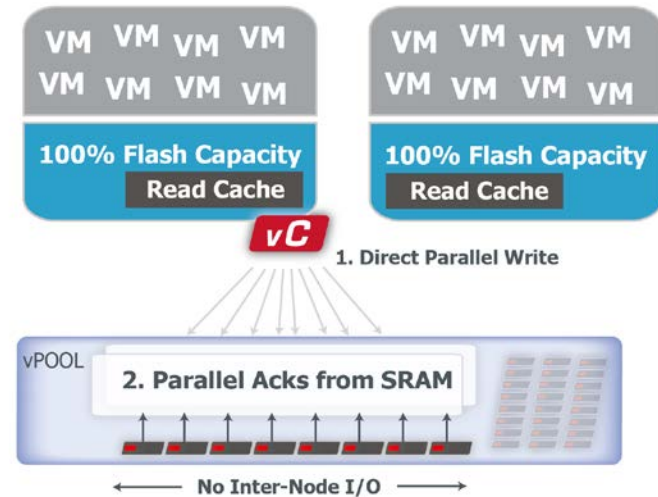 VM VM VM VM
VM VM VM VM
100% Flash Capacity
Read Cache
VM VM VM VM
VM VM VM VM
100% Flash Capacity
Read Cache
vC
1. Direct Parallel Write
vPOOL
2. Parallel Acks from SRAM
No Inter-Node I/O